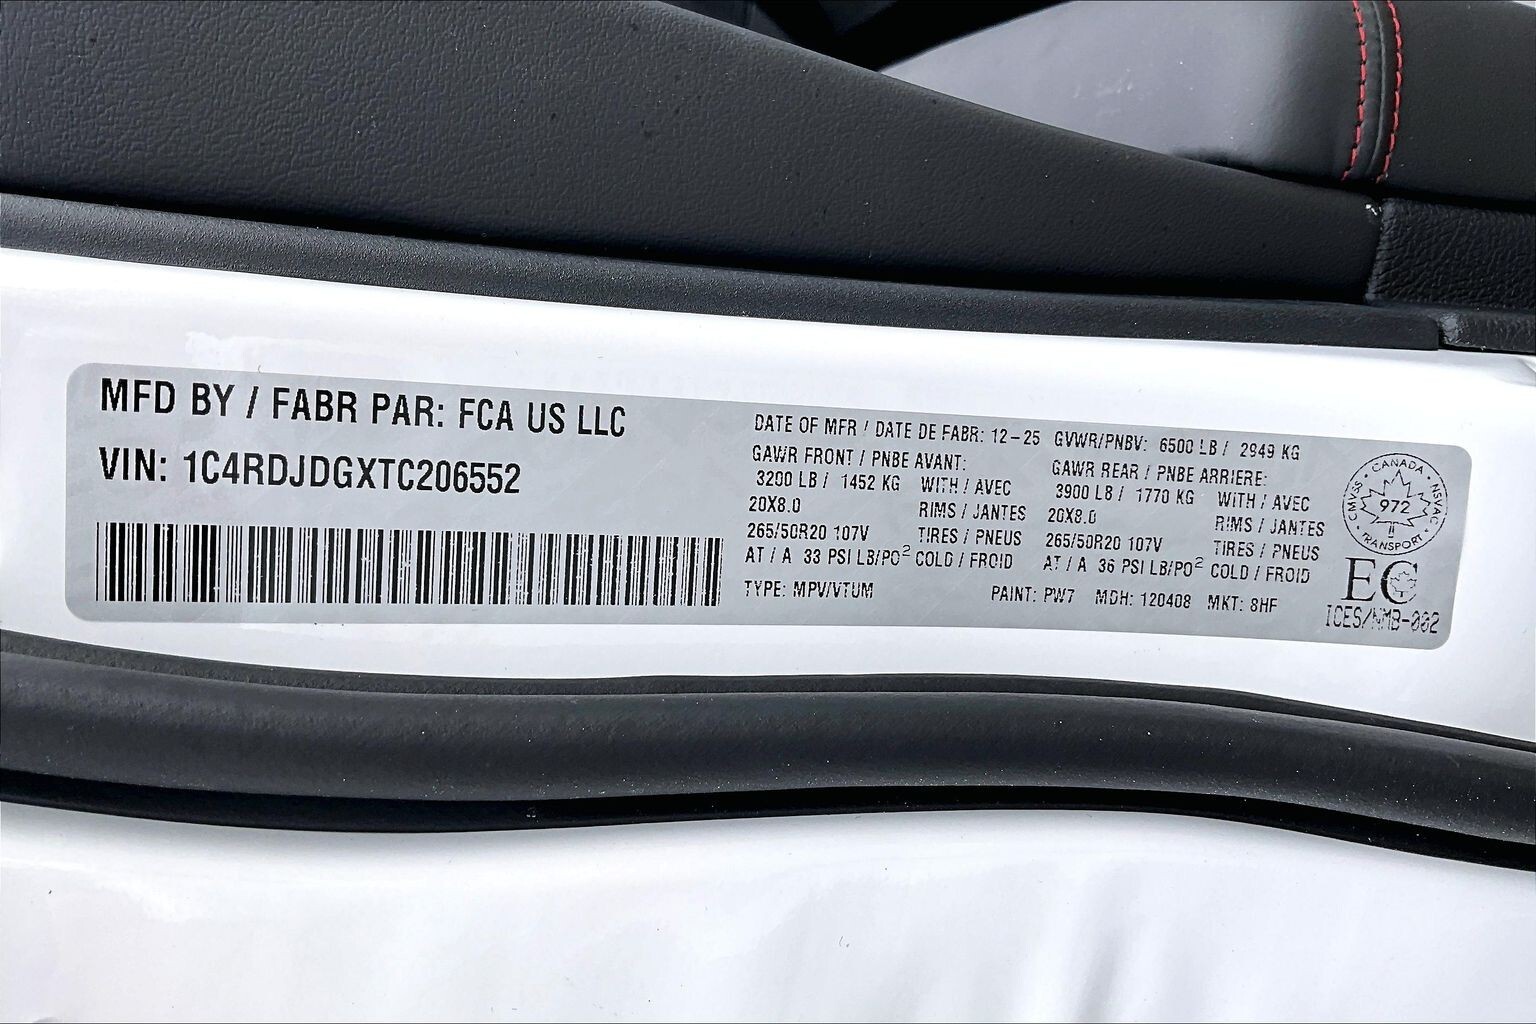 MFD BY / FABR PAR: FCA US LLC
VIN: 1C4RDJDGXTC206552
DATE OF MFR / DATE DE FABR: 12-25 GVWR/PNBV: 6500 LB / 2949 KG
GAWR FRONT / PNBE AVANT: GAWR REAR / PNBE ARRIERE:
3200 LB / 1452 KG WITH / AVEC 3900 LB / 1770 KG WITH / AVEC
20X8.0 RIMS / JANTES 20X8.0 RIMS / JANTES
265/50R20 107V TIRES / PNEUS 265/50R20 107V TIRES / PNEUS
AT / A 33 PSI LB/PO² COLD / FROID AT / A 36 PSI LB/PO² COLD / FROID
TYPE: MPV/VTUM PAINT: PW7 MDH: 120408 MKT: 8HF
CANADA
CMVSS NSVAC
972
TRANSPORT
EC
ICES/NMB-002